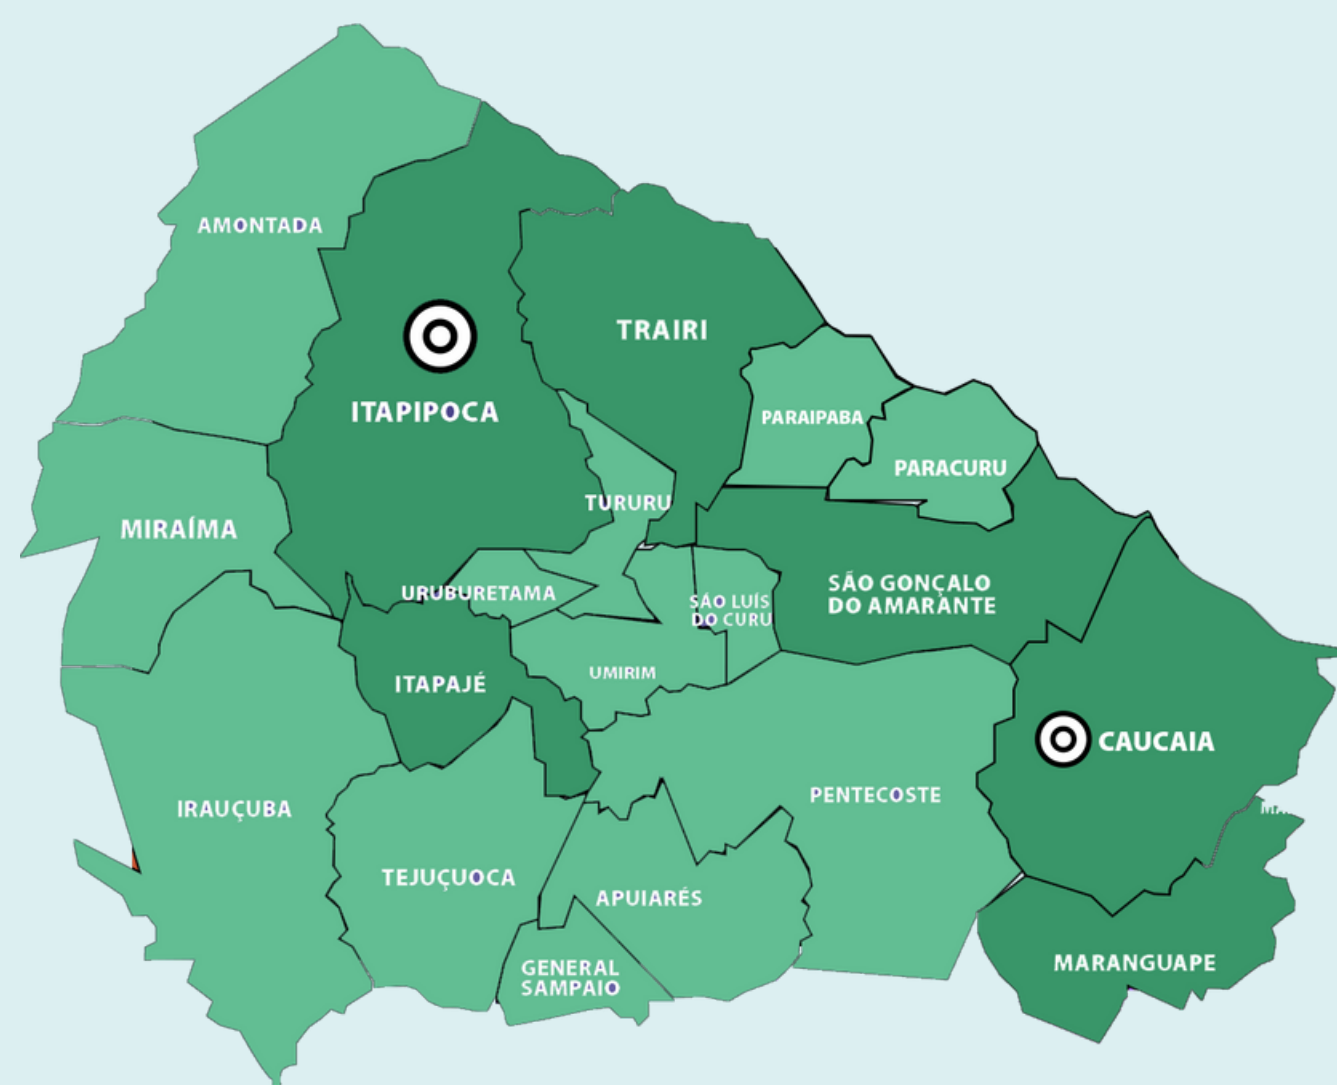 AMONTADA
TRAIRI
ITAPIPOCA
PARAIPABA
PARACURU
TURURU
MIRAÍMA
URUBURETAMA
SÃO LUÍS
DO CURU
SÃO GONÇALO
DO AMARANTE
UMIRIM
ITAPAJÉ
CAUCAIA
PENTECOSTE
IRAUÇUBA
TEJUÇUOCA
APUIARÉS
MARANGUAPE
GENERAL
SAMPAIO